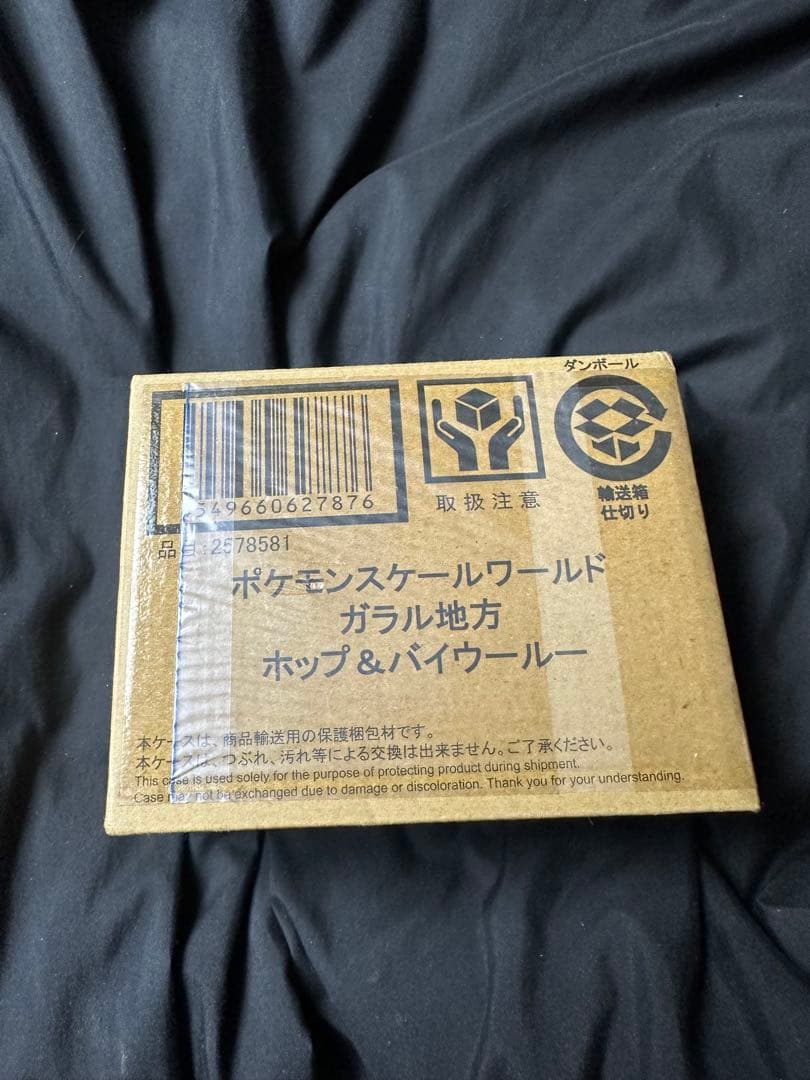 ダンボール
4549660627876
取扱注意
輸送箱
仕切り
品目:2578581
ポケモンスケールワールド
ガラル地方
ホップ&バイウールー
本ケースは、商品輸送用の保護梱包材です。
本ケースは、つぶれ、汚れ等による交換は出来ません。ご了承ください。
This case is used solely for the purpose of protecting product during shipment.
Case may not be exchanged due to damage or discoloration. Thank you for your understanding.